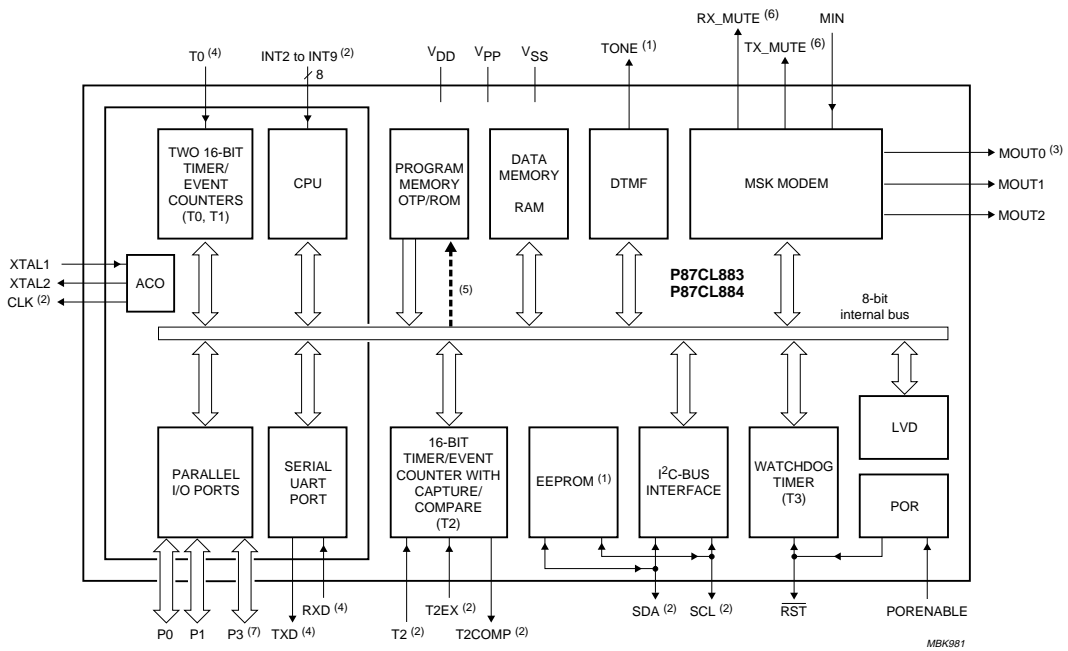 RX_MUTE (6)
MIN
T0 (4)
INT2 to INT9 (2)
8
VDD
VPP
VSS
TONE (1)
TX_MUTE (6)
TWO 16-BIT
TIMER/
EVENT
COUNTERS
(T0, T1)
CPU
PROGRAM
MEMORY
OTP/ROM
DATA
MEMORY
RAM
DTMF
MSK MODEM
MOUT0 (3)
MOUT1
MOUT2
XTAL1
XTAL2
CLK (2)
ACO
(5)
P87CL883
P87CL884
8-bit
internal bus
PARALLEL
I/O PORTS
SERIAL
UART
PORT
16-BIT
TIMER/EVENT
COUNTER WITH
CAPTURE/
COMPARE
(T2)
EEPROM (1)
I2C-BUS
INTERFACE
WATCHDOG
TIMER
(T3)
LVD
POR
P0
P1
P3 (7)
TXD (4)
RXD (4)
T2 (2)
T2EX (2)
T2COMP (2)
SDA (2)
SCL (2)
RST
PORENABLE
MBK981